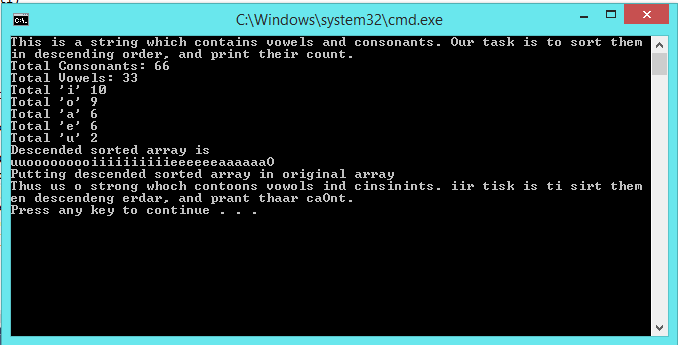 C:\Windows\system32\cmd.exe
This is a string which contains vowels and consonants. Our task is to sort them
in descending order, and print their count.
Total Consonants: 66
Total Vowels: 33
Total 'i' 10
Total 'o' 9
Total 'a' 6
Total 'e' 6
Total 'u' 2
Descended sorted array is
uuoooooooooiiiiiiiiiieeeeeeaaaaaaO
Putting descended sorted array in original array
Thus us o strong whoch contoons vowols ind cinsinints. iir tisk is ti sirt them
en descendeng erdar, and prant thaar caOnt.
Press any key to continue . . .